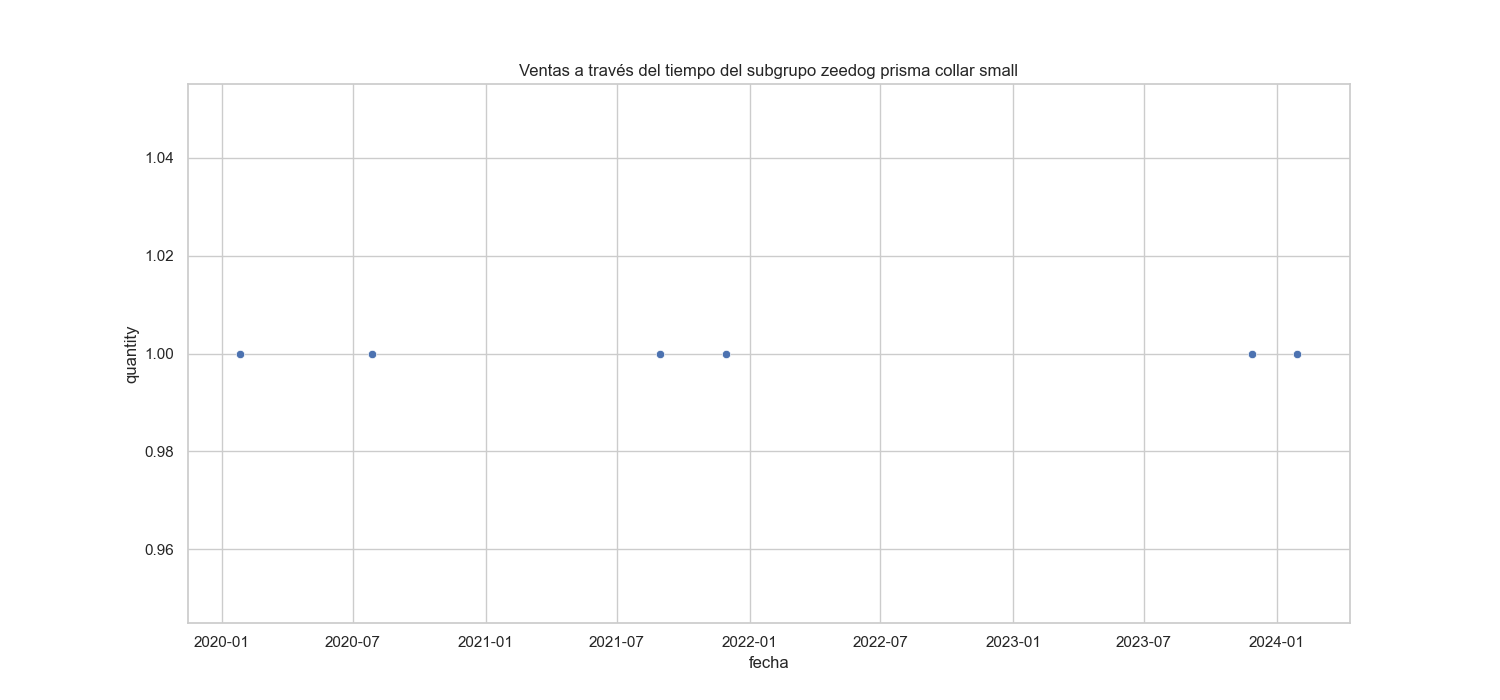 Ventas a través del tiempo del subgrupo zeedog prisma collar small
1.04
1.02
1.00
0.98
0.96
quantity
2020-01 2020-07 2021-01 2021-07 2022-01 2022-07 2023-01 2023-07 2024-01
fecha